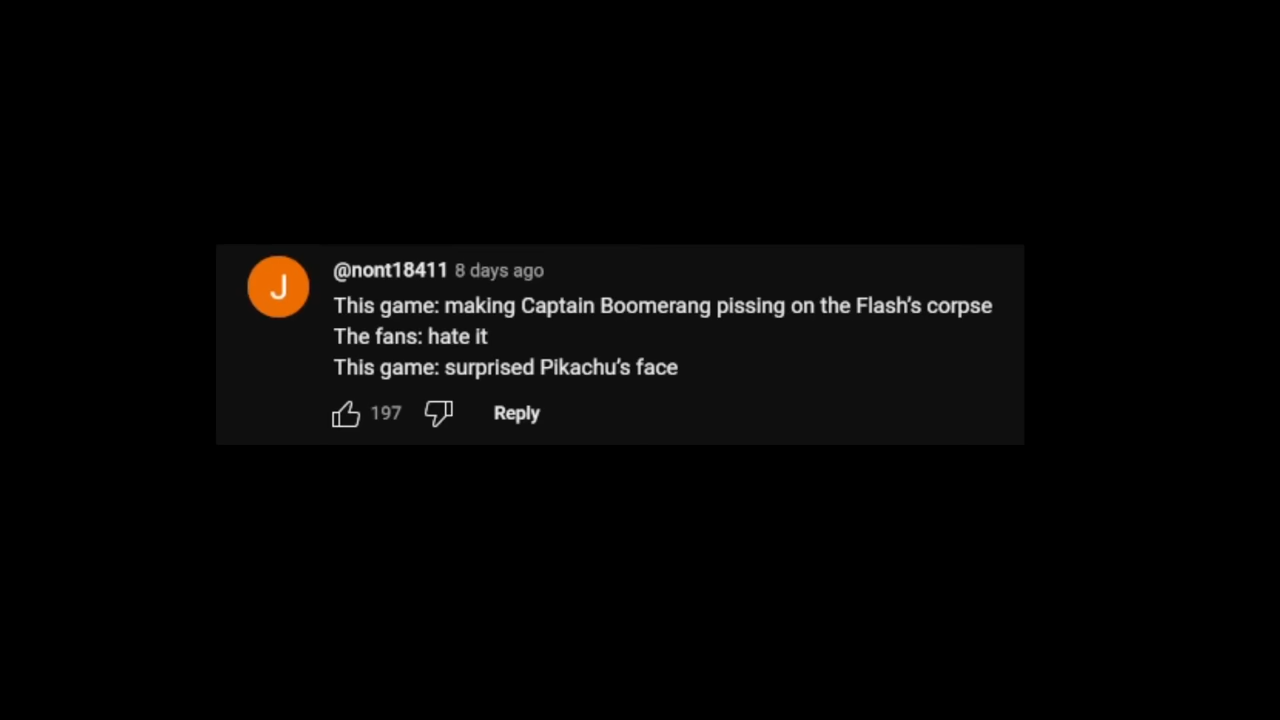 J
@nont18411 8 days ago
This game: making Captain Boomerang pissing on the Flash's corpse
The fans: hate it
This game: surprised Pikachu's face
197 Reply